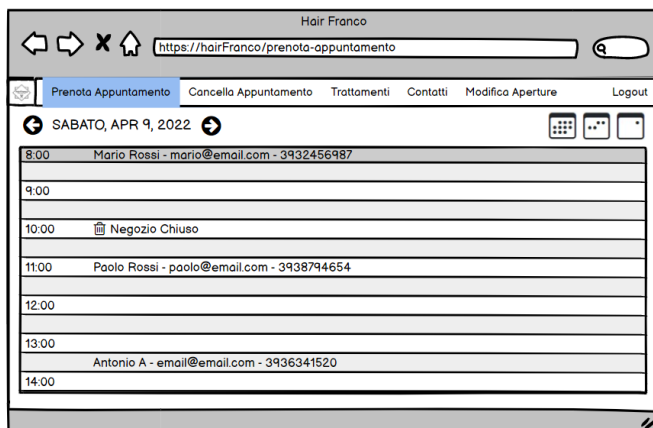 Hair Franco
https://hairFranco/prenota-appuntamento
Prenota Appuntamento Cancella Appuntamento Trattamenti Contatti Modifica Aperture Logout
SABATO, APR 9, 2022
8:00 Mario Rossi - mario@email.com - 3932456987
9:00
10:00 Negozio Chiuso
11:00 Paolo Rossi - paolo@email.com - 3938794654
12:00
13:00
Antonio A - email@email.com - 3936341520
14:00